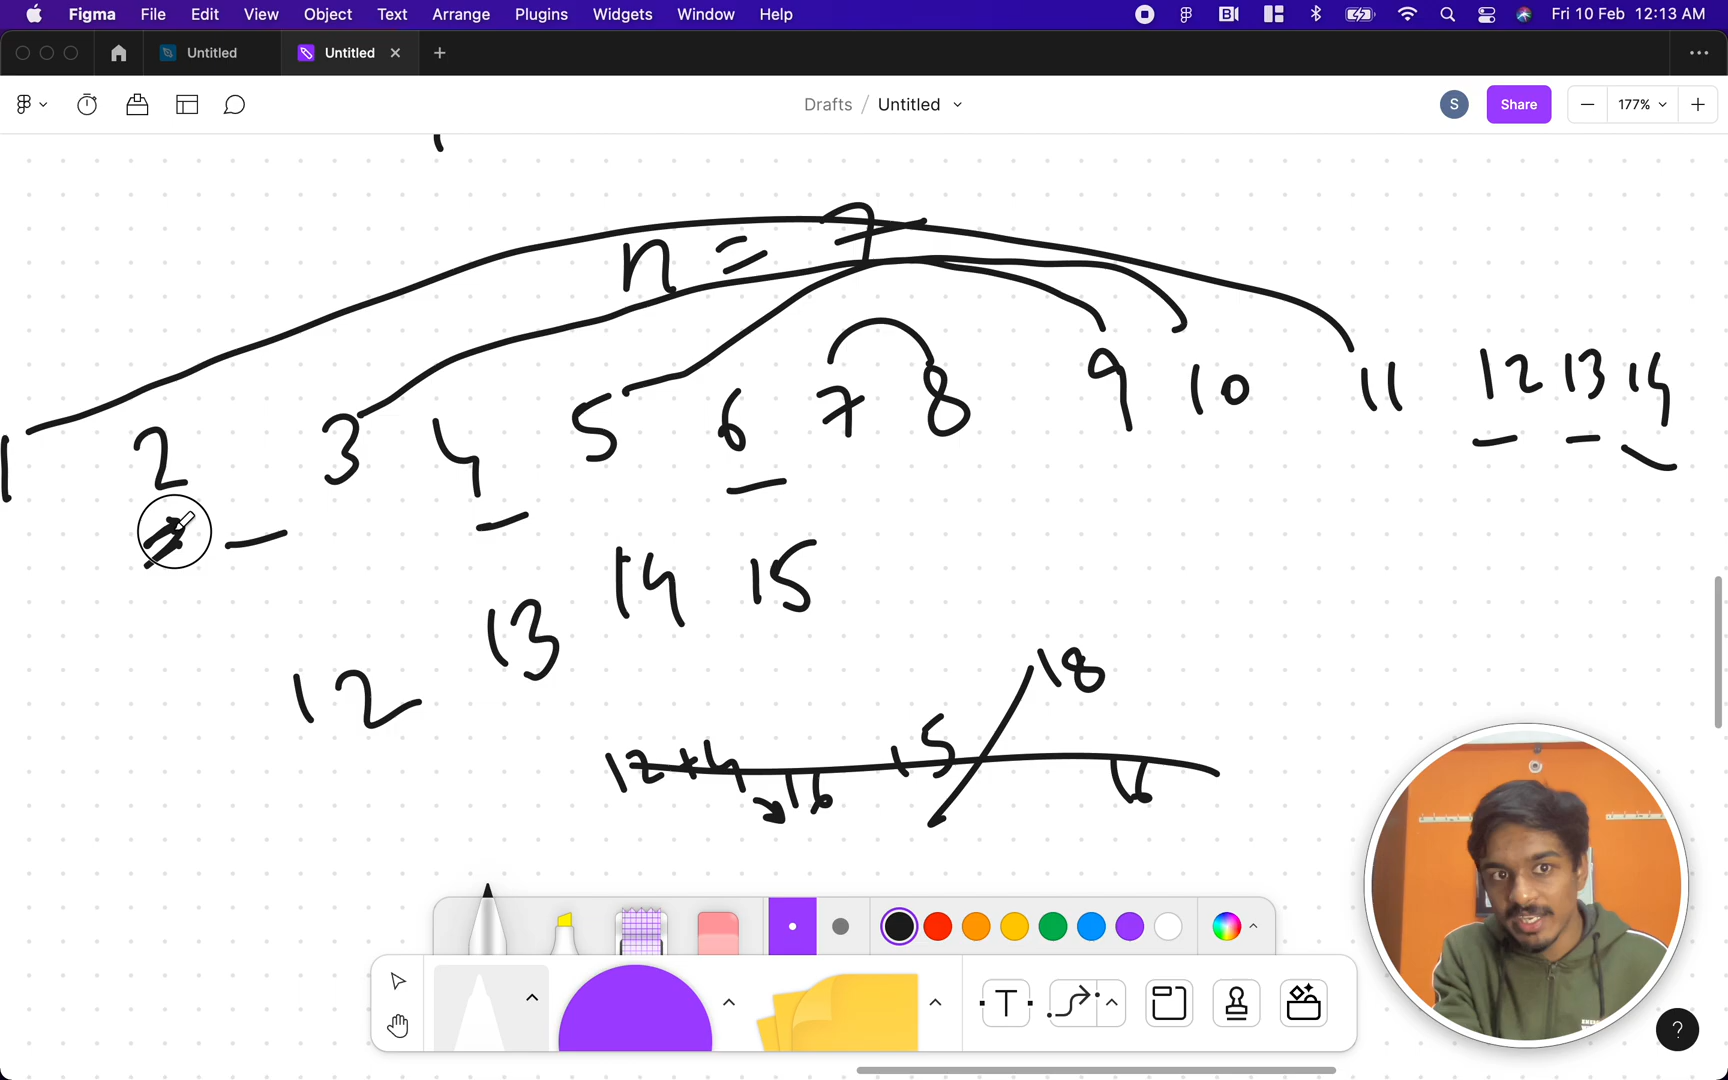 Figma File Edit View Object Text Arrange Plugins Widgets Window Help Fri 10 Feb 12:13 AM
Untitled Untitled
Drafts / Untitled S Share 177%
n = 7
1 2 3 4 5 6 7 8 9 10 11 12 13 14
12 13 14 15
18
12+4 16 15 16
T
?